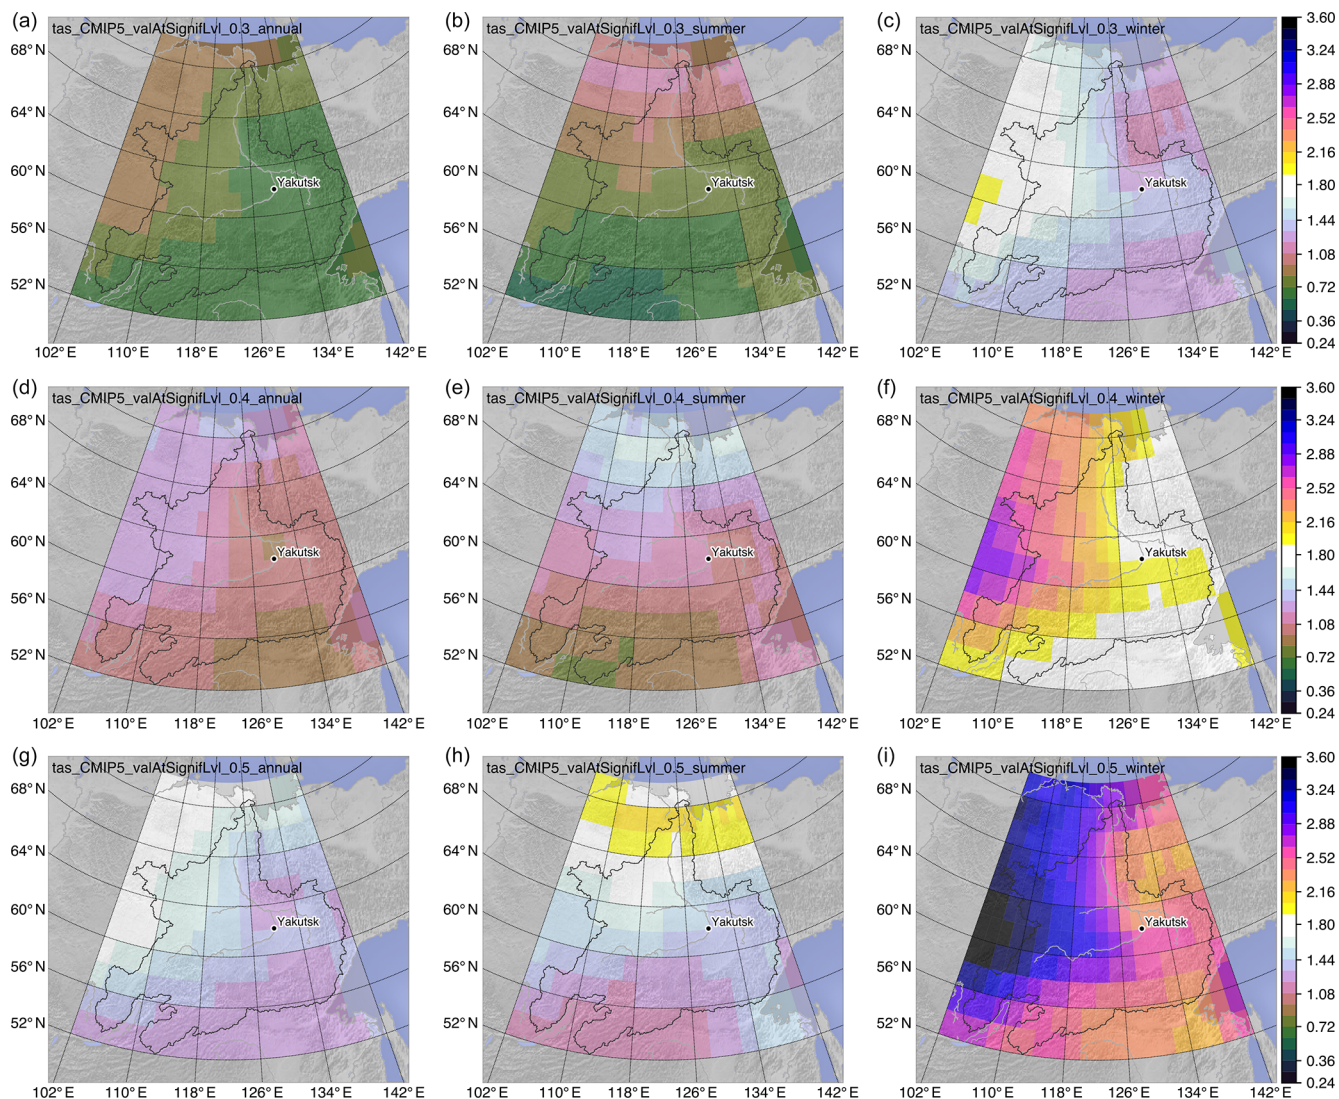 (a) (b) (c)
tas_CMIP5_valAtSignifLvl_0.3_annual tas_CMIP5_valAtSignifLvl_0.3_summer tas_CMIP5_valAtSignifLvl_0.3_winter
68° N 68° N 68° N
64° N 64° N 64° N
60° N 60° N 60° N
56° N 56° N 56° N
52° N 52° N 52° N
Yakutsk Yakutsk Yakutsk
102° E 110° E 118° E 126° E 134° E 142° E 102° E 110° E 118° E 126° E 134° E 142° E 102° E 110° E 118° E 126° E 134° E 142° E
3.60
3.24
2.88
2.52
2.16
1.80
1.44
1.08
0.72
0.36
0.24
(d) (e) (f)
tas_CMIP5_valAtSignifLvl_0.4_annual tas_CMIP5_valAtSignifLvl_0.4_summer tas_CMIP5_valAtSignifLvl_0.4_winter
68° N 68° N 68° N
64° N 64° N 64° N
60° N 60° N 60° N
56° N 56° N 56° N
52° N 52° N 52° N
Yakutsk Yakutsk Yakutsk
102° E 110° E 118° E 126° E 134° E 142° E 102° E 110° E 118° E 126° E 134° E 142° E 102° E 110° E 118° E 126° E 134° E 142° E
3.60
3.24
2.88
2.52
2.16
1.80
1.44
1.08
0.72
0.36
0.24
(g) (h) (i)
tas_CMIP5_valAtSignifLvl_0.5_annual tas_CMIP5_valAtSignifLvl_0.5_summer tas_CMIP5_valAtSignifLvl_0.5_winter
68° N 68° N 68° N
64° N 64° N 64° N
60° N 60° N 60° N
56° N 56° N 56° N
52° N 52° N 52° N
Yakutsk Yakutsk Yakutsk
102° E 110° E 118° E 126° E 134° E 142° E 102° E 110° E 118° E 126° E 134° E 142° E 102° E 110° E 118° E 126° E 134° E 142° E
3.60
3.24
2.88
2.52
2.16
1.80
1.44
1.08
0.72
0.36
0.24